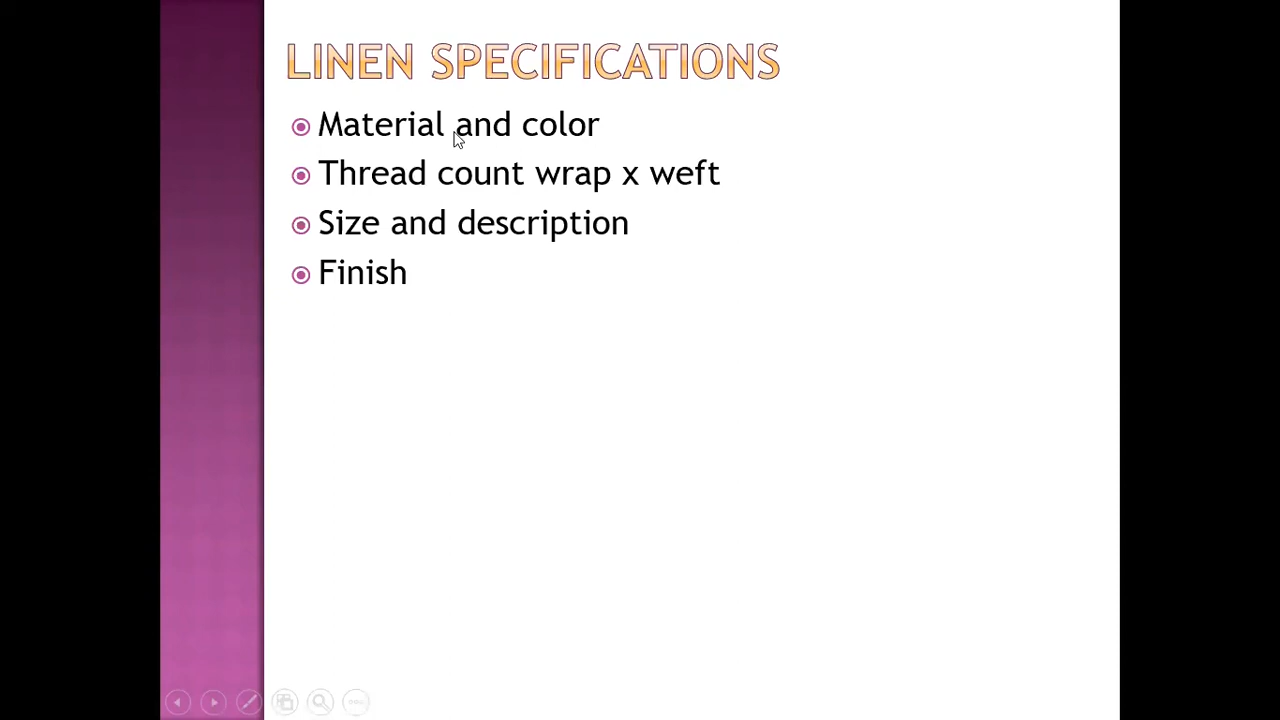 LINEN SPECIFICATIONS
Material and color
Thread count wrap x weft
Size and description
Finish